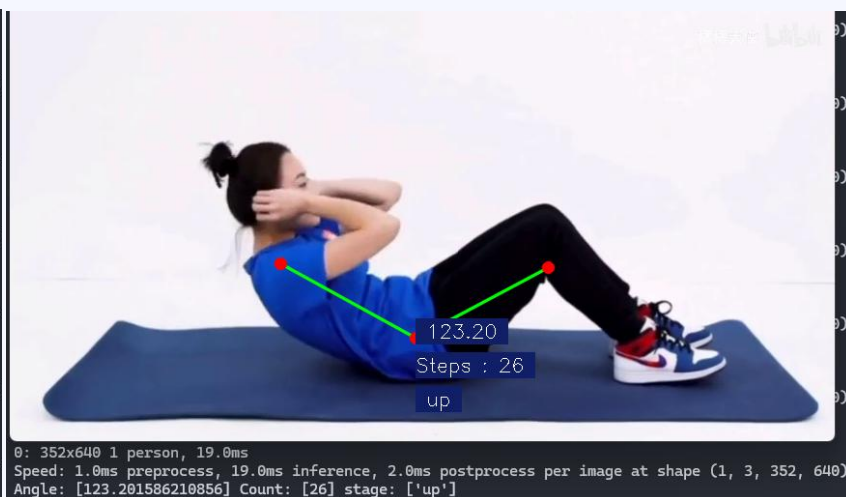 bilibili
123.20
Steps : 26
up
0: 352x640 1 person, 19.0ms
Speed: 1.0ms preprocess, 19.0ms inference, 2.0ms postprocess per image at shape (1, 3, 352, 640)
Angle: [123.201586210856] Count: [26] stage: ['up']